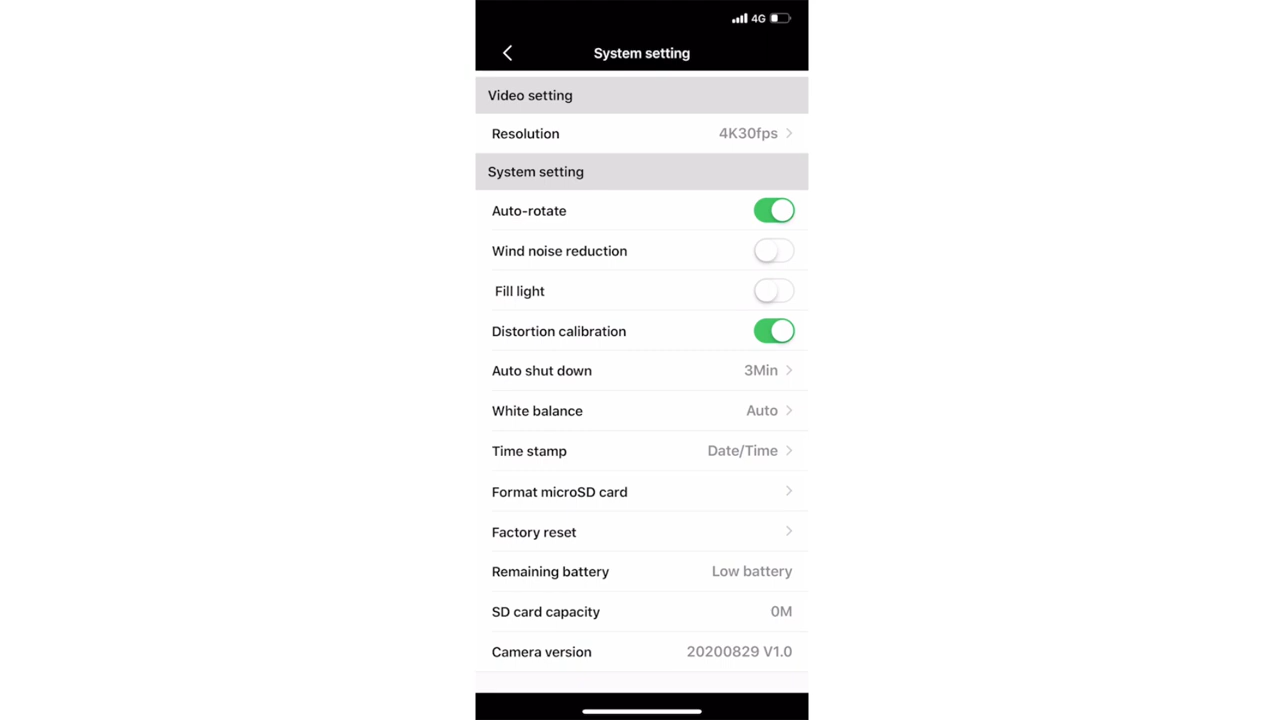 4G
System setting
Video setting
Resolution 4K30fps
System setting
Auto-rotate
Wind noise reduction
Fill light
Distortion calibration
Auto shut down 3Min
White balance Auto
Time stamp Date/Time
Format microSD card
Factory reset
Remaining battery Low battery
SD card capacity 0M
Camera version 20200829 V1.0